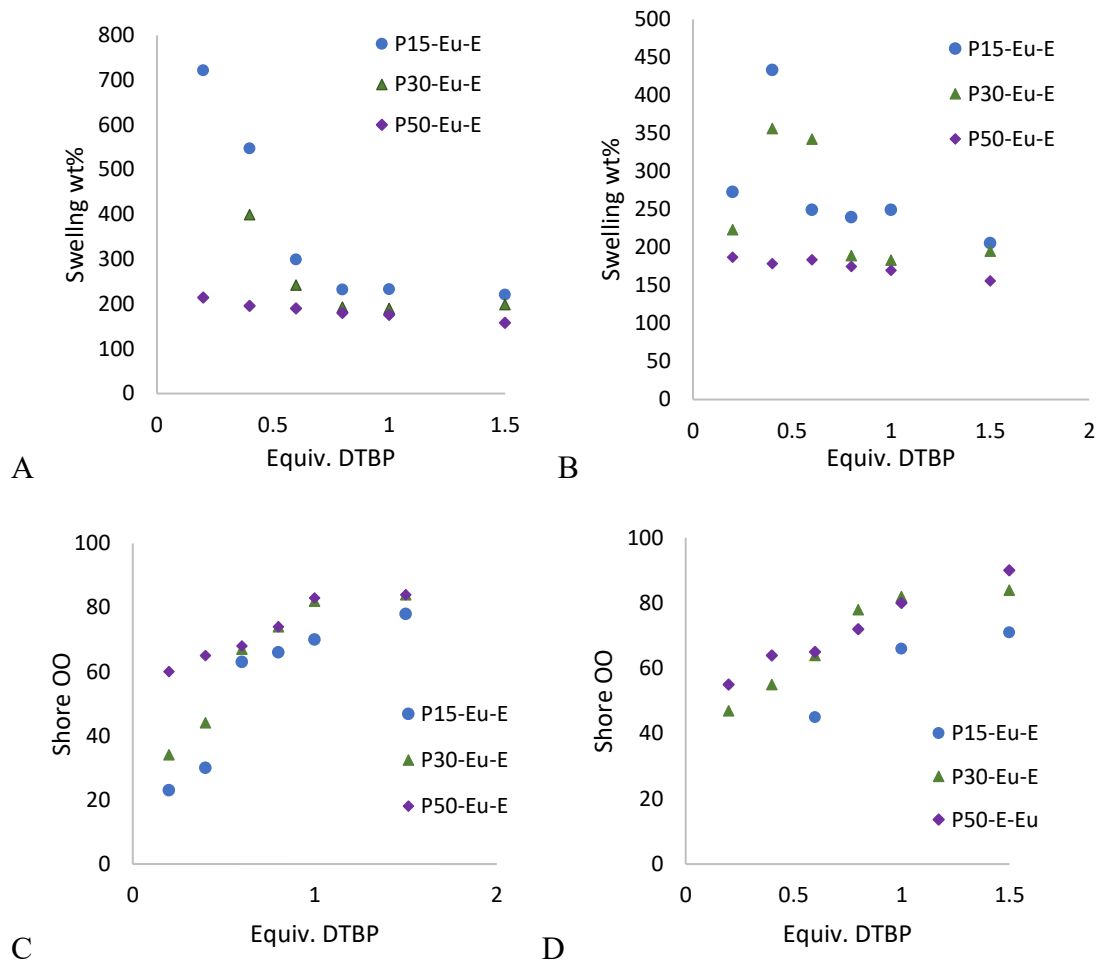 800
700
600
500
400
300
200
100
0
0
0.5
1
1.5
Swellng wt%
Equiv. DTBP
P15-Eu-E
P30-Eu-E
P50-Eu-E
A
500
450
400
350
300
250
200
150
100
50
0
0
0.5
1
1.5
2
Swelling wt%
Equiv. DTBP
P15-Eu-E
P30-Eu-E
P50-Eu-E
B
100
80
60
40
20
0
0
1
2
Shore OO
Equiv. DTBP
P15-Eu-E
P30-Eu-E
P50-Eu-E
C
100
80
60
40
20
0
0
0.5
1
1.5
Shore OO
Equiv. DTBP
P15-Eu-E
P30-Eu-E
P50-E-Eu
D